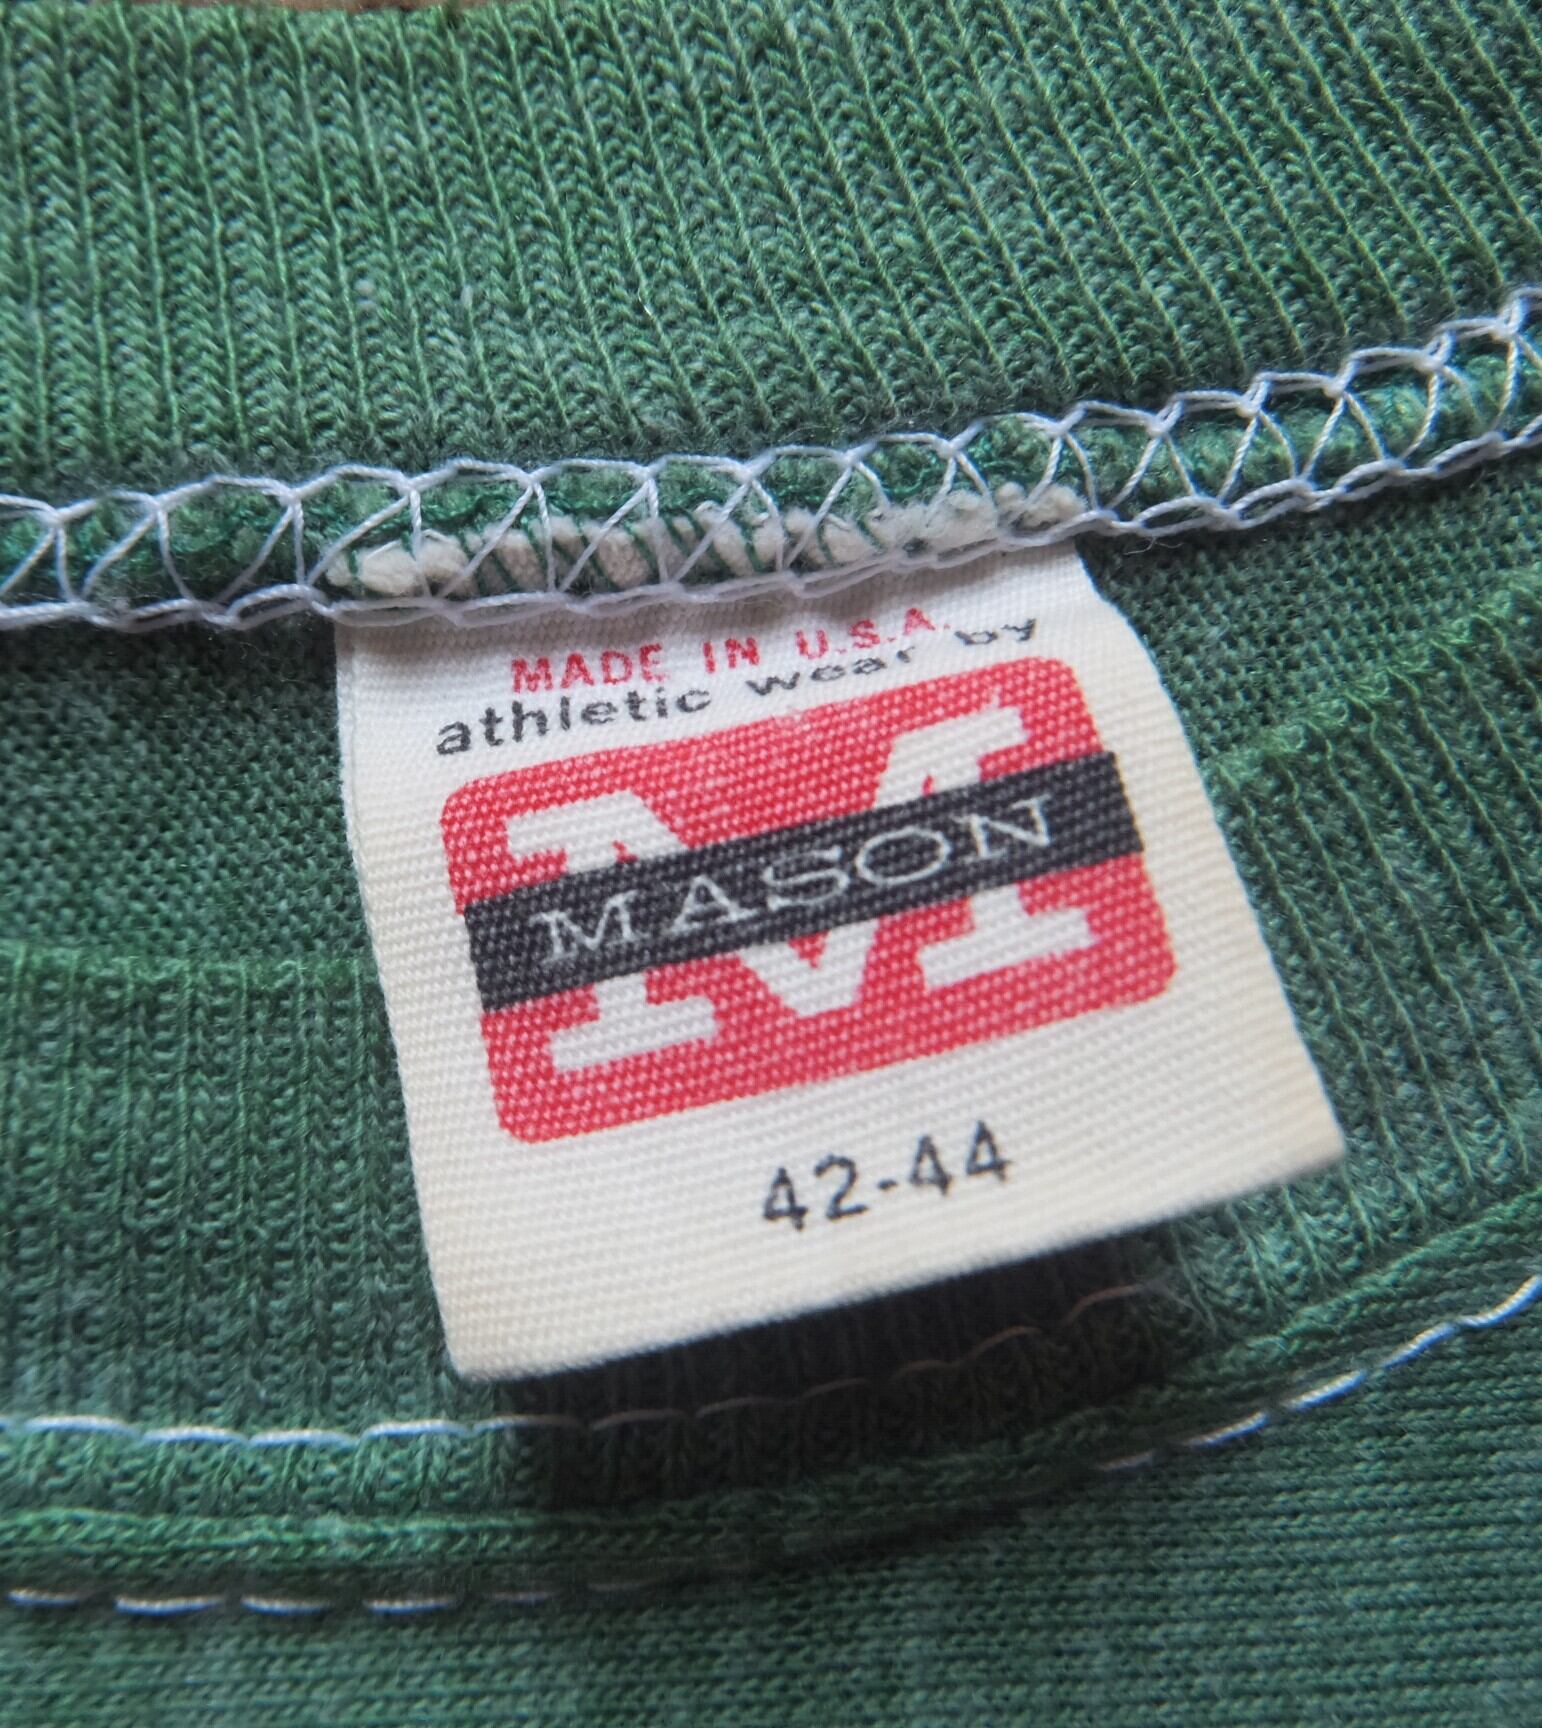 MADE IN U.S.A.
athletic wear by
M
MASON
42-44